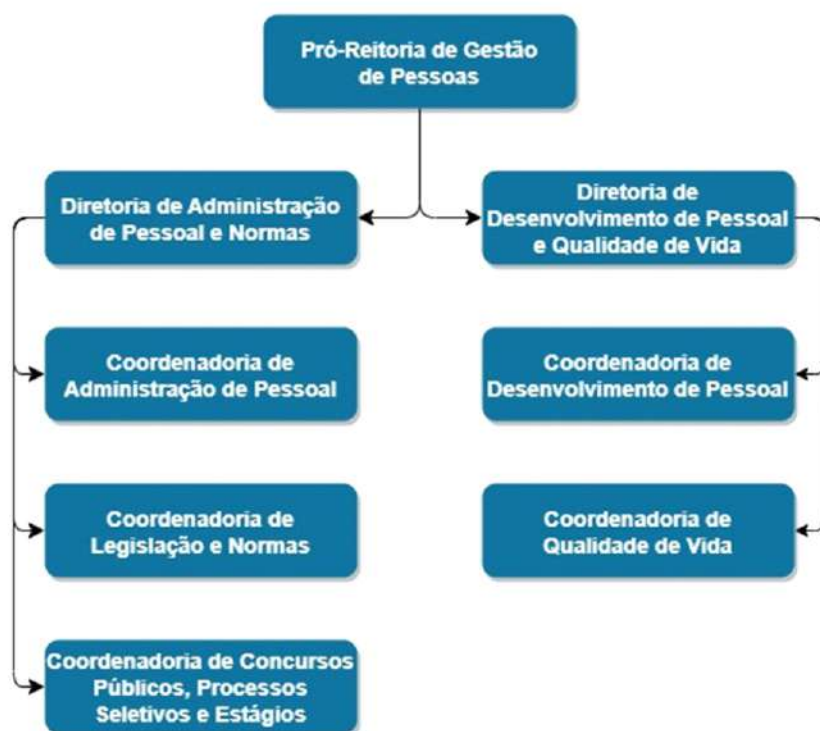 Pró-Reitoria de Gestão
de Pessoas
Diretoria de Administração
de Pessoal e Normas
Diretoria de
Desenvolvimento de Pessoal
e Qualidade de Vida
Coordenadoria de
Administração de Pessoal
Coordenadoria de
Desenvolvimento de Pessoal
Coordenadoria de
Legislação e Normas
Coordenadoria de
Qualidade de Vida
Coordenadoria de Concursos
Públicos, Processos
Seletivos e Estágios